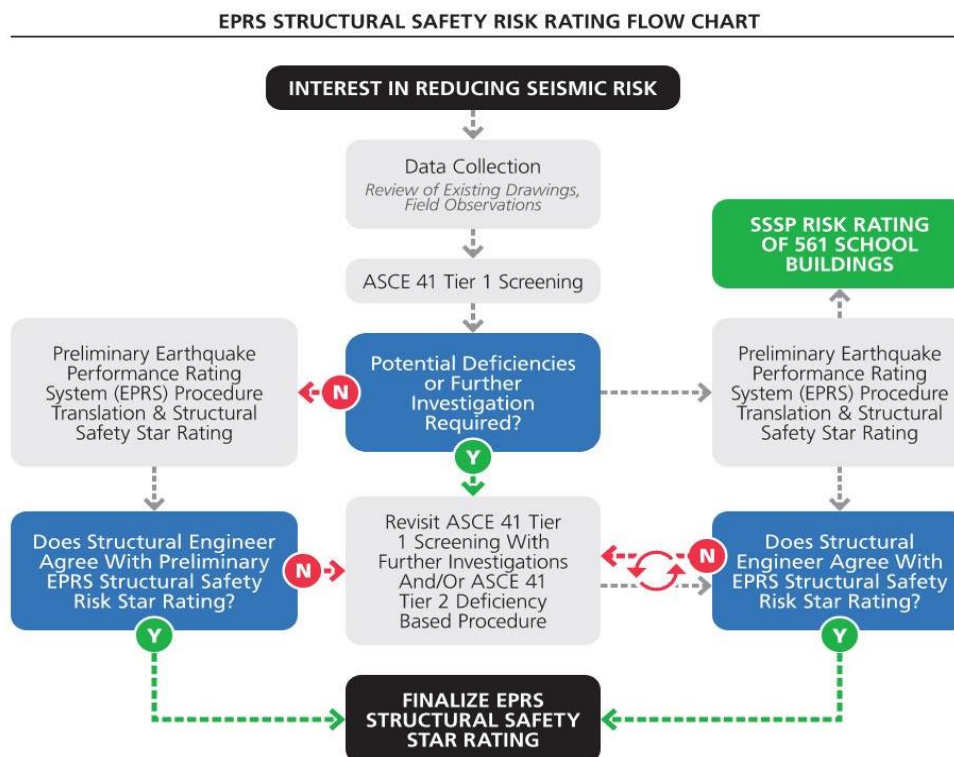 EPRS STRUCTURAL SAFETY RISK RATING FLOW CHART
INTEREST IN REDUCING SEISMIC RISK
Data Collection
Review of Existing Drawings,
Field Observations
SSSP RISK RATING
OF 561 SCHOOL
BUILDINGS
ASCE 41 Tier 1 Screening
Preliminary Earthquake
Performance Rating
System (EPRS) Procedure
Translation & Structural
Safety Star Rating
N
Potential Deficiencies
or Further
Investigation
Required?
Y
Preliminary Earthquake
Performance Rating
System (EPRS) Procedure
Translation & Structural
Safety Star Rating
Does Structural Engineer
Agree With Preliminary
EPRS Structural Safety
Risk Star Rating?
N
Y
Revisit ASCE 41 Tier
1 Screening With
Further Investigations
And/Or ASCE 41
Tier 2 Deficiency
Based Procedure
N
Does Structural
Engineer Agree With
EPRS Structural Safety
Risk Star Rating?
Y
FINALIZE EPRS
STRUCTURAL SAFETY
STAR RATING